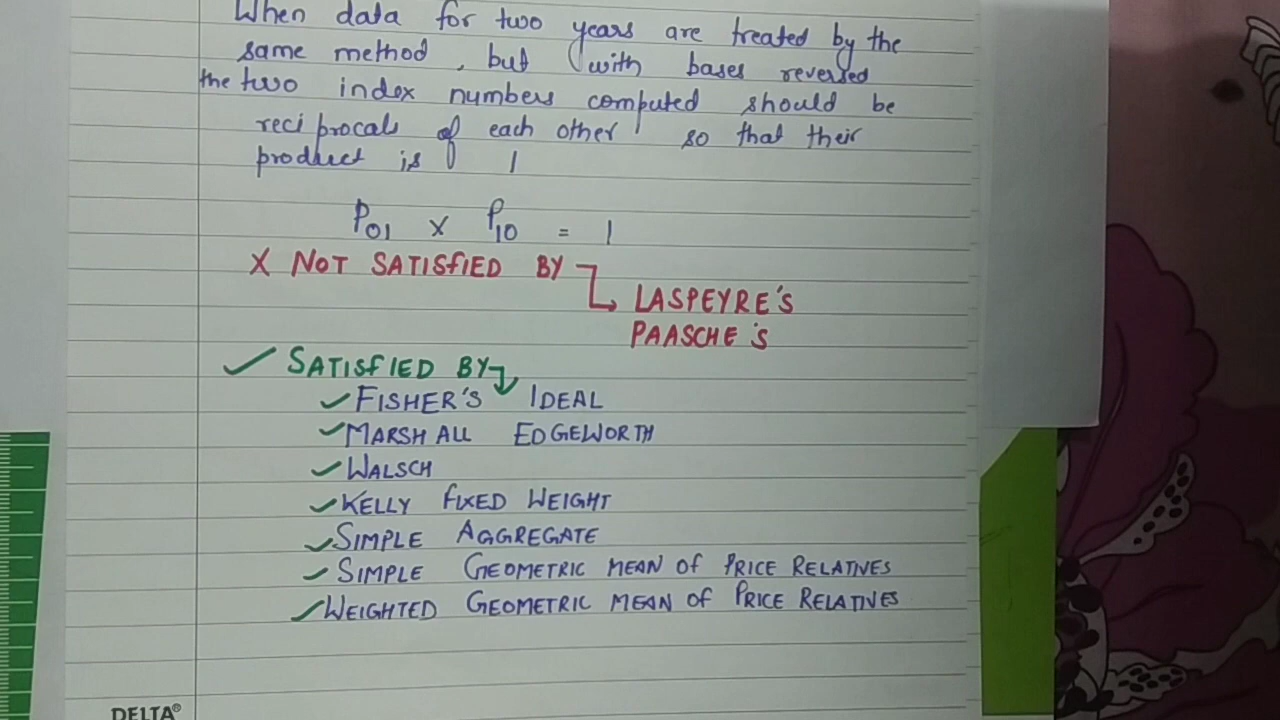 When data for two years are treated by the
same method, but with bases reversed
the two index numbers computed should be
reciprocals of each other so that their
product is 1
P01 x P10 = 1
X NOT SATISFIED BY
LASPEYRE'S
PAASCHE'S
✓ SATISFIED BY
✓ FISHER'S IDEAL
✓ MARSHALL EDGEWORTH
✓ WALSCH
✓ KELLY FIXED WEIGHT
✓ SIMPLE AGGREGATE
✓ SIMPLE GEOMETRIC MEAN OF PRICE RELATIVES
✓ WEIGHTED GEOMETRIC MEAN OF PRICE RELATIVES
DELTA®